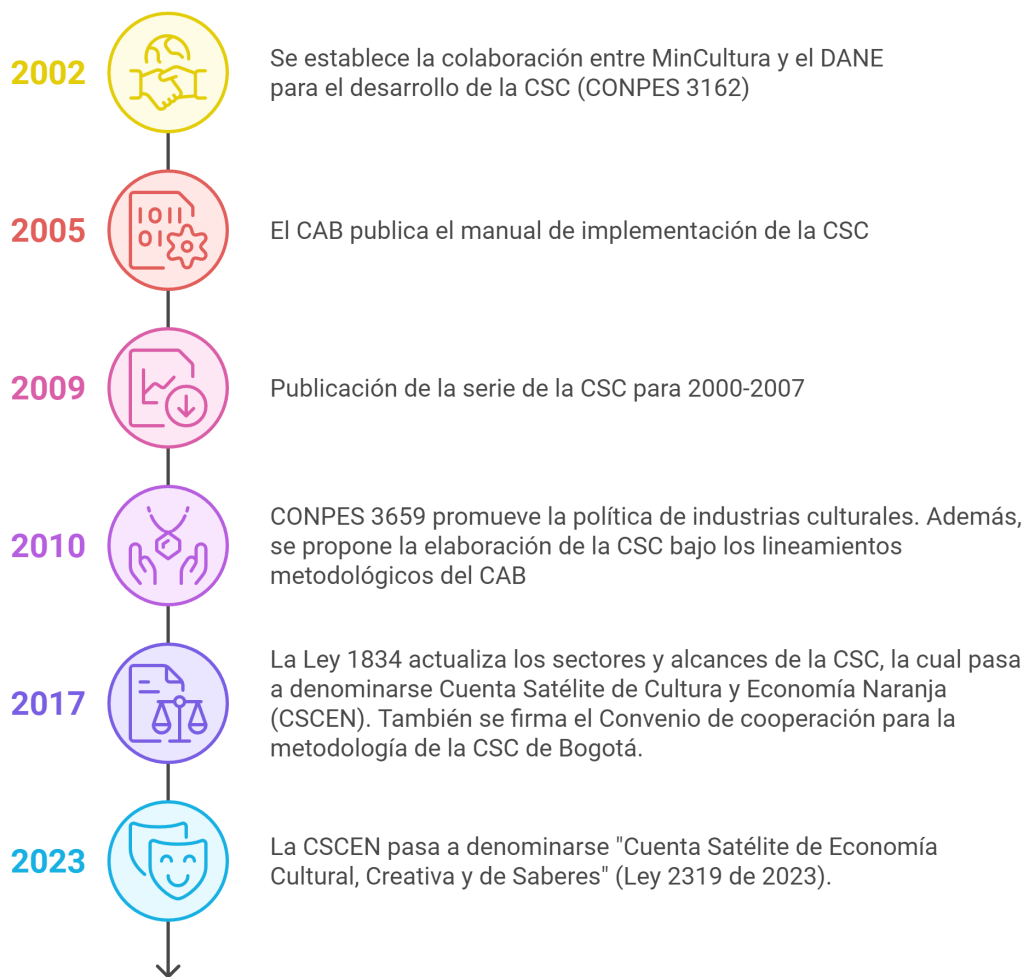 2002
Se establece la colaboración entre MinCultura y el DANE
para el desarrollo de la CSC (CONPES 3162)
2005
1011
01
El CAB publica el manual de implementación de la CSC
2009
Publicación de la serie de la CSC para 2000-2007
2010
CONPES 3659 promueve la política de industrias culturales. Además,
se propone la elaboración de la CSC bajo los lineamientos
metodológicos del CAB
2017
La Ley 1834 actualiza los sectores y alcances de la CSC, la cual pasa
a denominarse Cuenta Satélite de Cultura y Economía Naranja
(CSCEN). También se firma el Convenio de cooperación para la
metodología de la CSC de Bogotá.
2023
La CSCEN pasa a denominarse "Cuenta Satélite de Economía
Cultural, Creativa y de Saberes" (Ley 2319 de 2023).